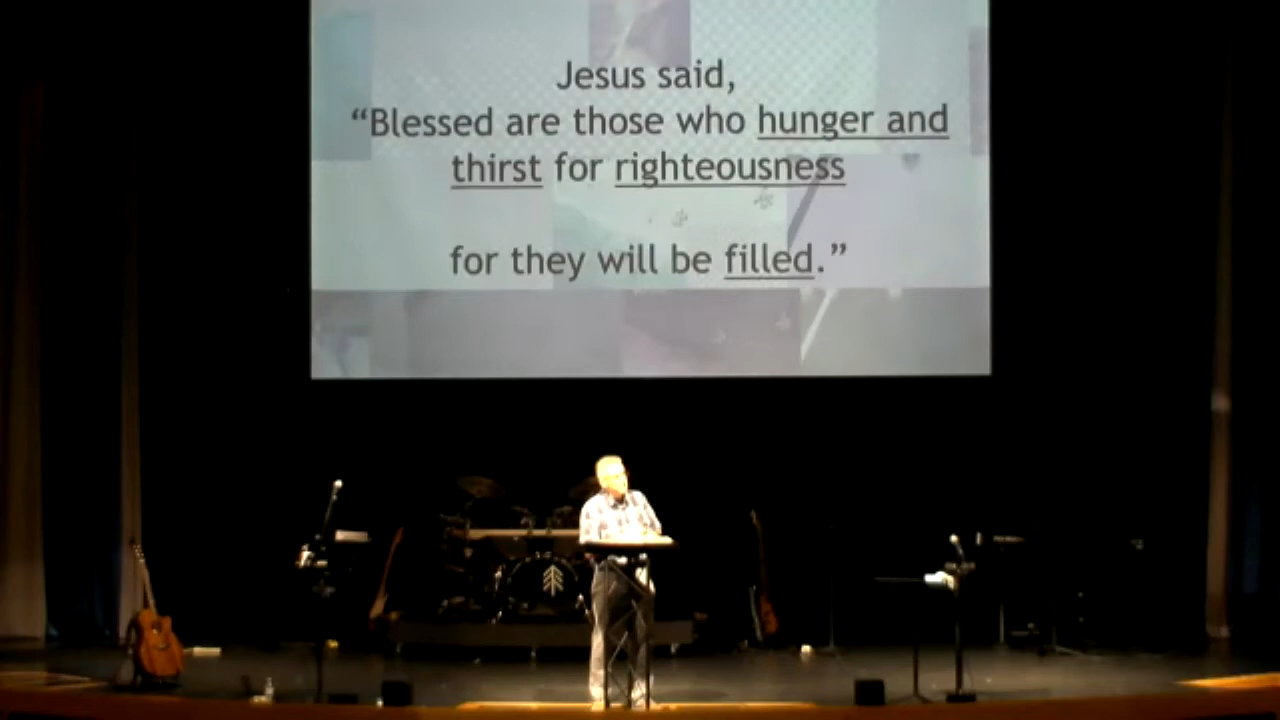 Jesus said,
“Blessed are those who hunger and
thirst for righteousness
for they will be filled.”